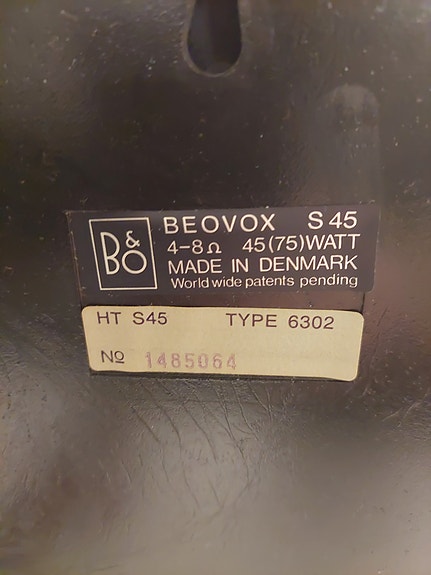 B&O
BEOVOX S 45
4–8Ω 45(75)WATT
MADE IN DENMARK
World wide patents pending
HT S45 TYPE 6302
Nº 1485064